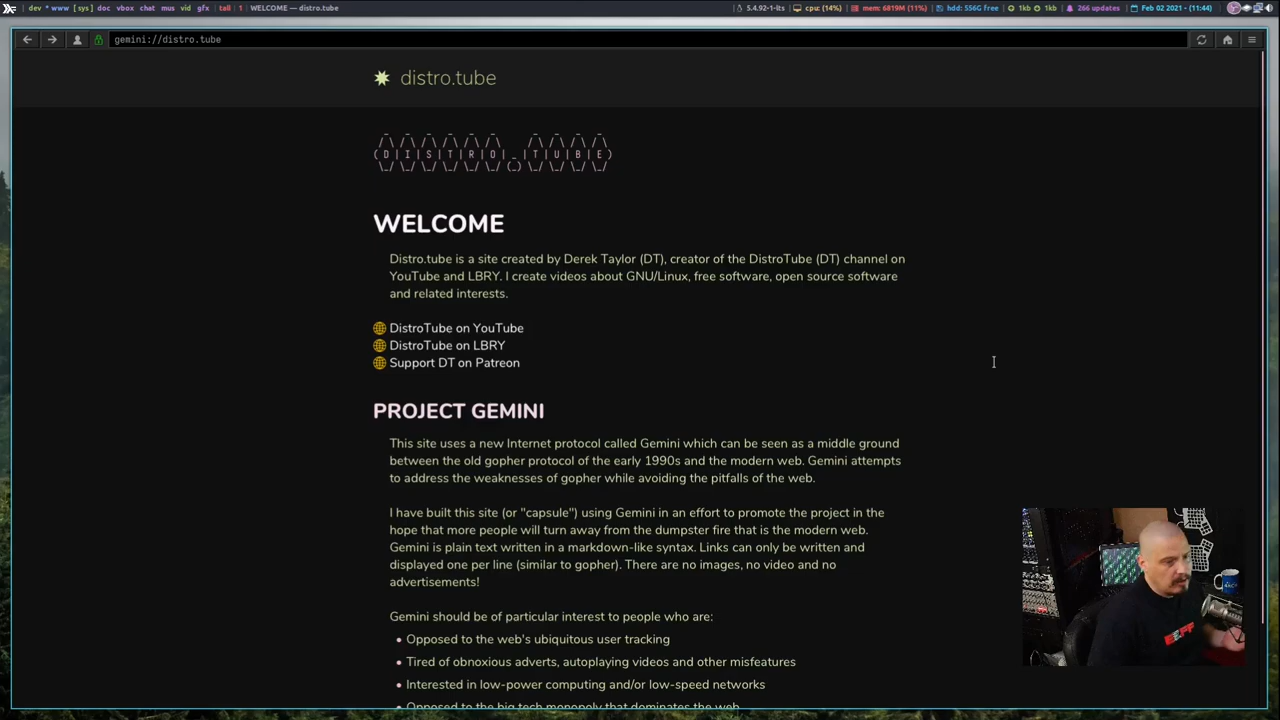 dev * www [ sys ] doc vbox chat mus vid gfx | tall | 1 | WELCOME — distro.tube
5.4.92-1-lts | cpu: (14%) | mem: 6819M (11%) | hdd: 556G free | 1kb 1kb | 266 updates | Feb 02 2021 - (11:44)
gemini://distro.tube
distro.tube
_ _ _ _ _ _ _ _ _ _
/ \ / \ / \ / \ / \ / \ / \ / \ / \ / \
( D | I | S | T | R | O | _ | T | U | B | E )
\_/ \_/ \_/ \_/ \_/ \_/ (_) \_/ \_/ \_/ \_/
WELCOME
Distro.tube is a site created by Derek Taylor (DT), creator of the DistroTube (DT) channel on
YouTube and LBRY. I create videos about GNU/Linux, free software, open source software
and related interests.
DistroTube on YouTube
DistroTube on LBRY
Support DT on Patreon
PROJECT GEMINI
This site uses a new Internet protocol called Gemini which can be seen as a middle ground
between the old gopher protocol of the early 1990s and the modern web. Gemini attempts
to address the weaknesses of gopher while avoiding the pitfalls of the web.
I have built this site (or "capsule") using Gemini in an effort to promote the project in the
hope that more people will turn away from the dumpster fire that is the modern web.
Gemini is plain text written in a markdown-like syntax. Links can only be written and
displayed one per line (similar to gopher). There are no images, no video and no
advertisements!
Gemini should be of particular interest to people who are:
• Opposed to the web's ubiquitous user tracking
• Tired of obnoxious adverts, autoplaying videos and other misfeatures
• Interested in low-power computing and/or low-speed networks
• Opposed to the big tech monopoly that dominates the web